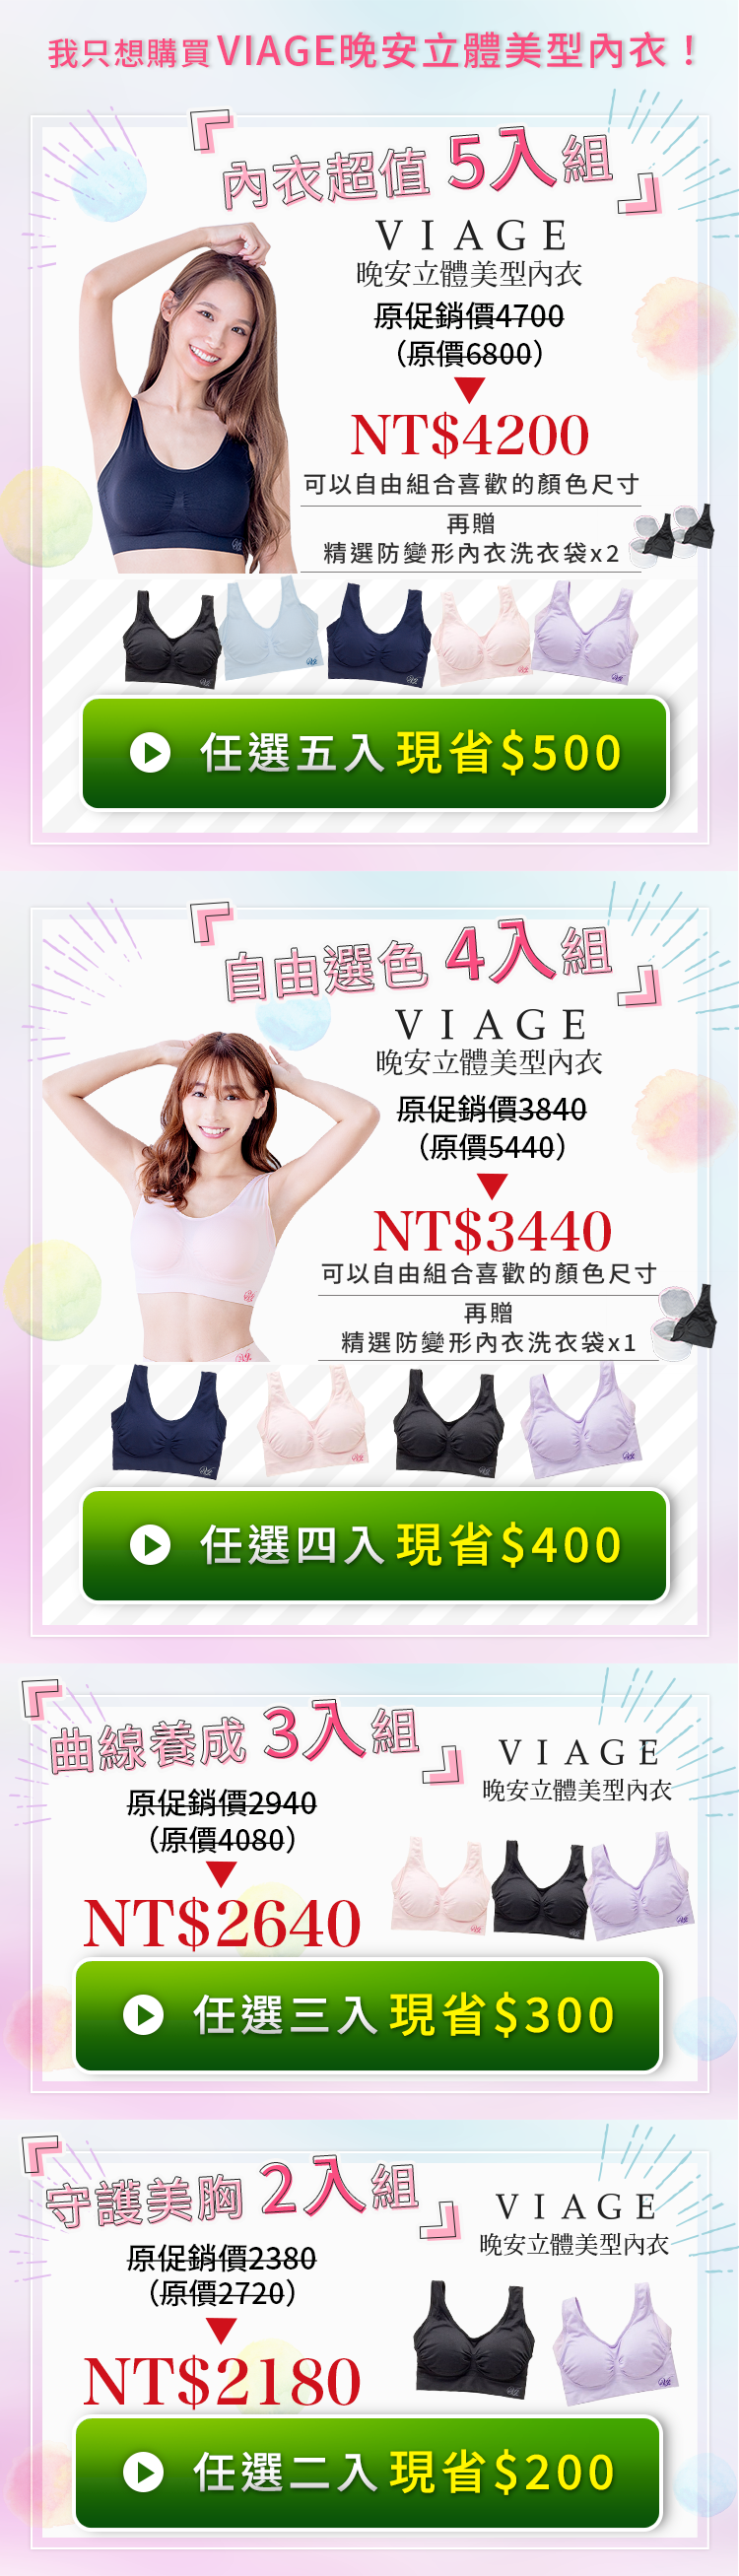 我只想購買VIAGE晚安立體美型內衣！
『內衣超值 5入組』
VIAGE
晚安立體美型內衣
原促銷價4700
（原價6800）
NT$4200
可以自由組合喜歡的顏色尺寸
再贈
精選防變形內衣洗衣袋x2
任選五入現省$500
『自由選色 4入組』
VIAGE
晚安立體美型內衣
原促銷價3840
（原價5440）
NT$3440
可以自由組合喜歡的顏色尺寸
再贈
精選防變形內衣洗衣袋x1
任選四入現省$400
『曲線養成 3入組』
VIAGE
晚安立體美型內衣
原促銷價2940
（原價4080）
NT$2640
任選三入現省$300
『守護美胸 2入組』
VIAGE
晚安立體美型內衣
原促銷價2380
（原價2720）
NT$2180
任選二入現省$200